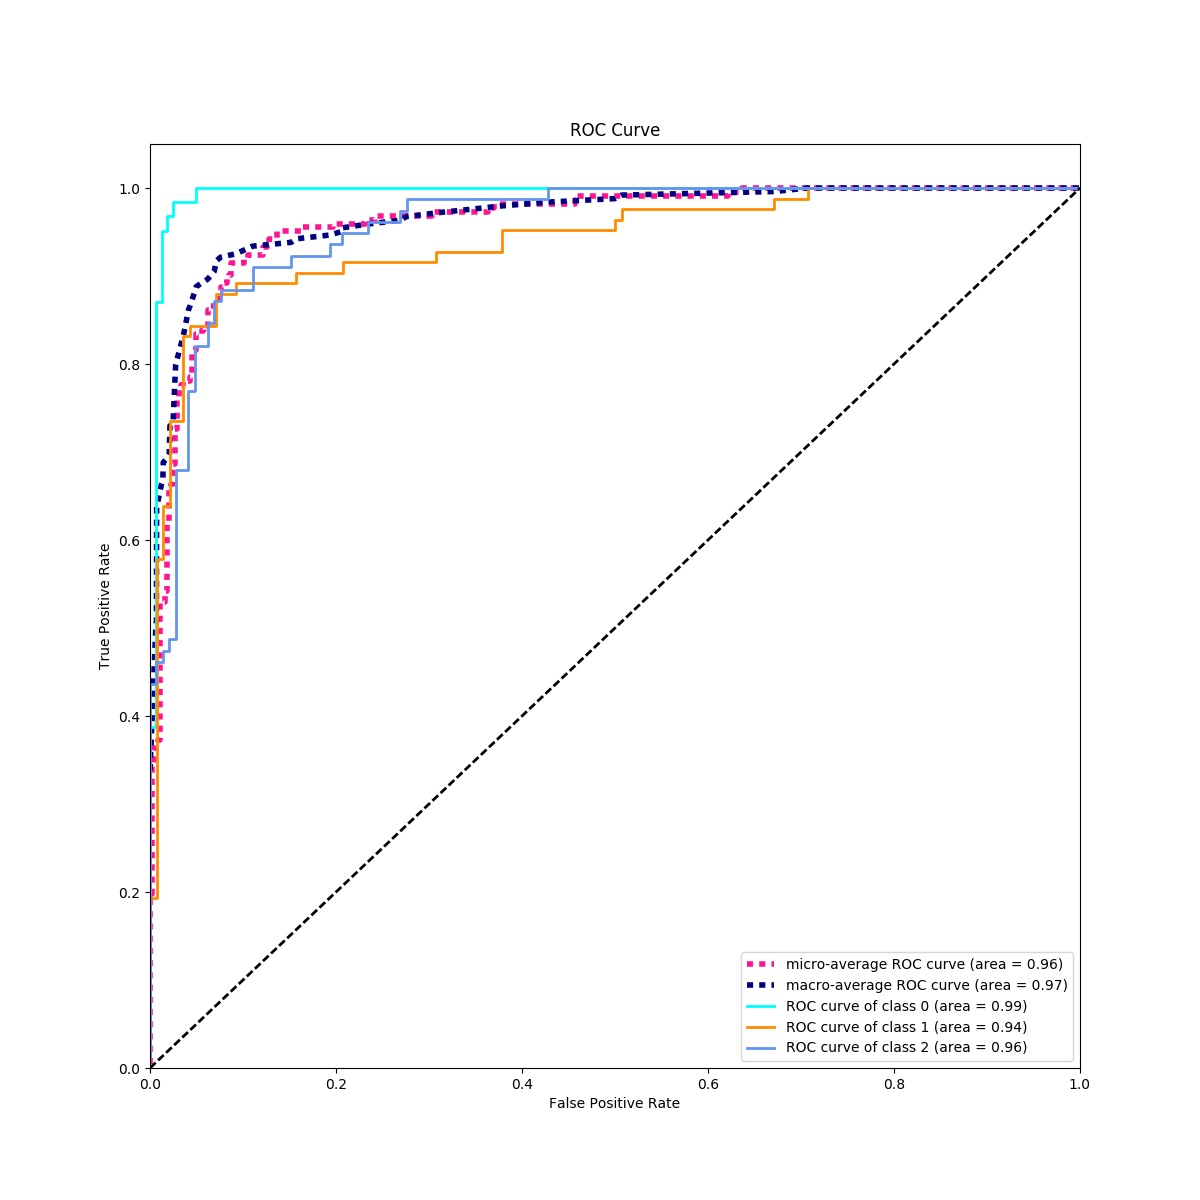 ROC Curve
1.0
0.8
0.6
0.4
0.2
0.0
True Positive Rate
0.0
0.2
0.4
0.6
0.8
1.0
False Positive Rate
micro-average ROC curve (area = 0.96)
macro-average ROC curve (area = 0.97)
ROC curve of class 0 (area = 0.99)
ROC curve of class 1 (area = 0.94)
ROC curve of class 2 (area = 0.96)